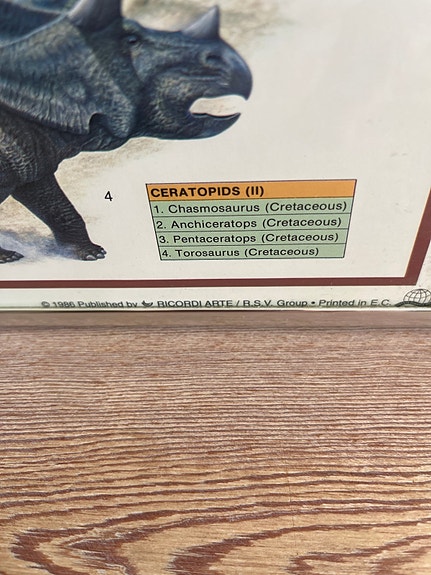 4
CERATOPIDS (II)
1. Chasmosaurus (Cretaceous)
2. Anchiceratops (Cretaceous)
3. Pentaceratops (Cretaceous)
4. Torosaurus (Cretaceous)
© 1986 Published by RICORDI ARTE / R.S.V. Group • Printed in E.C.